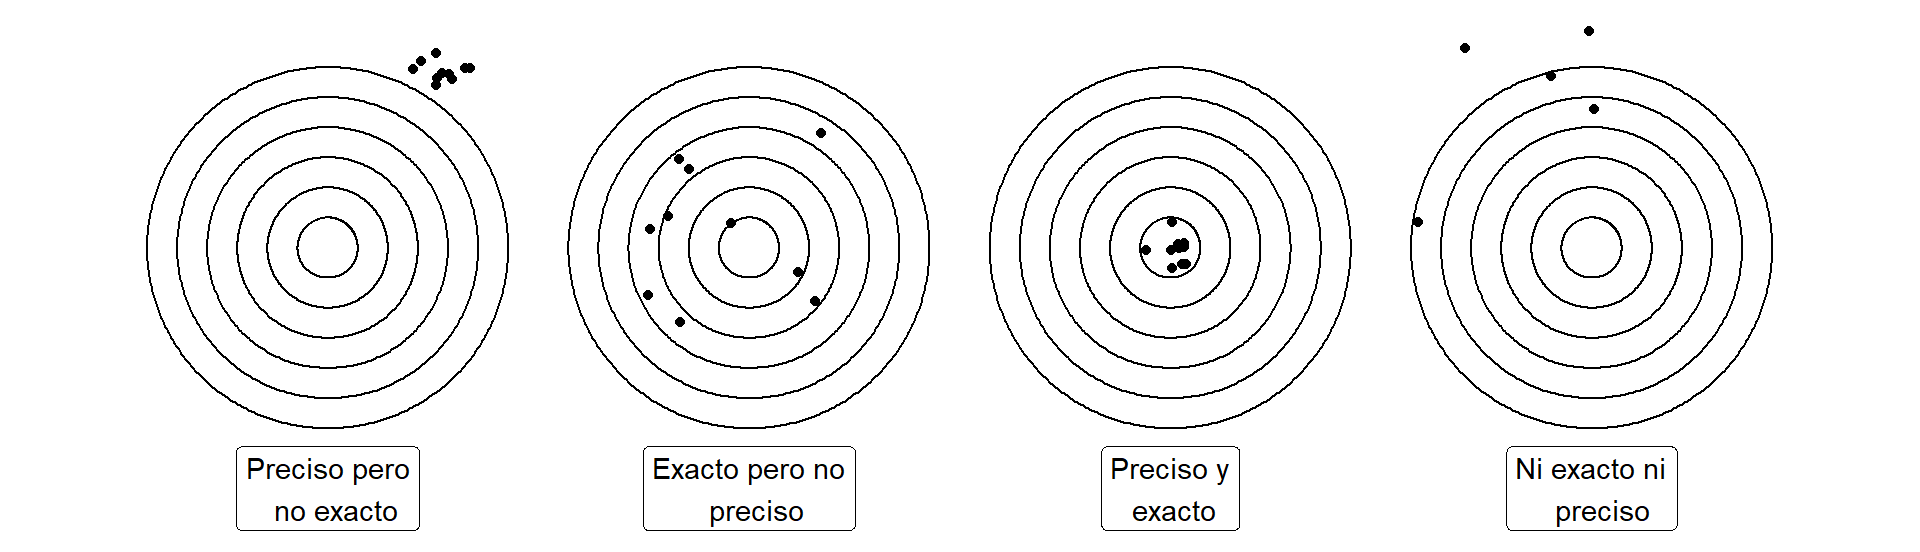 Preciso pero
no exacto
Exacto pero no
preciso
Preciso y
exacto
Ni exacto ni
preciso